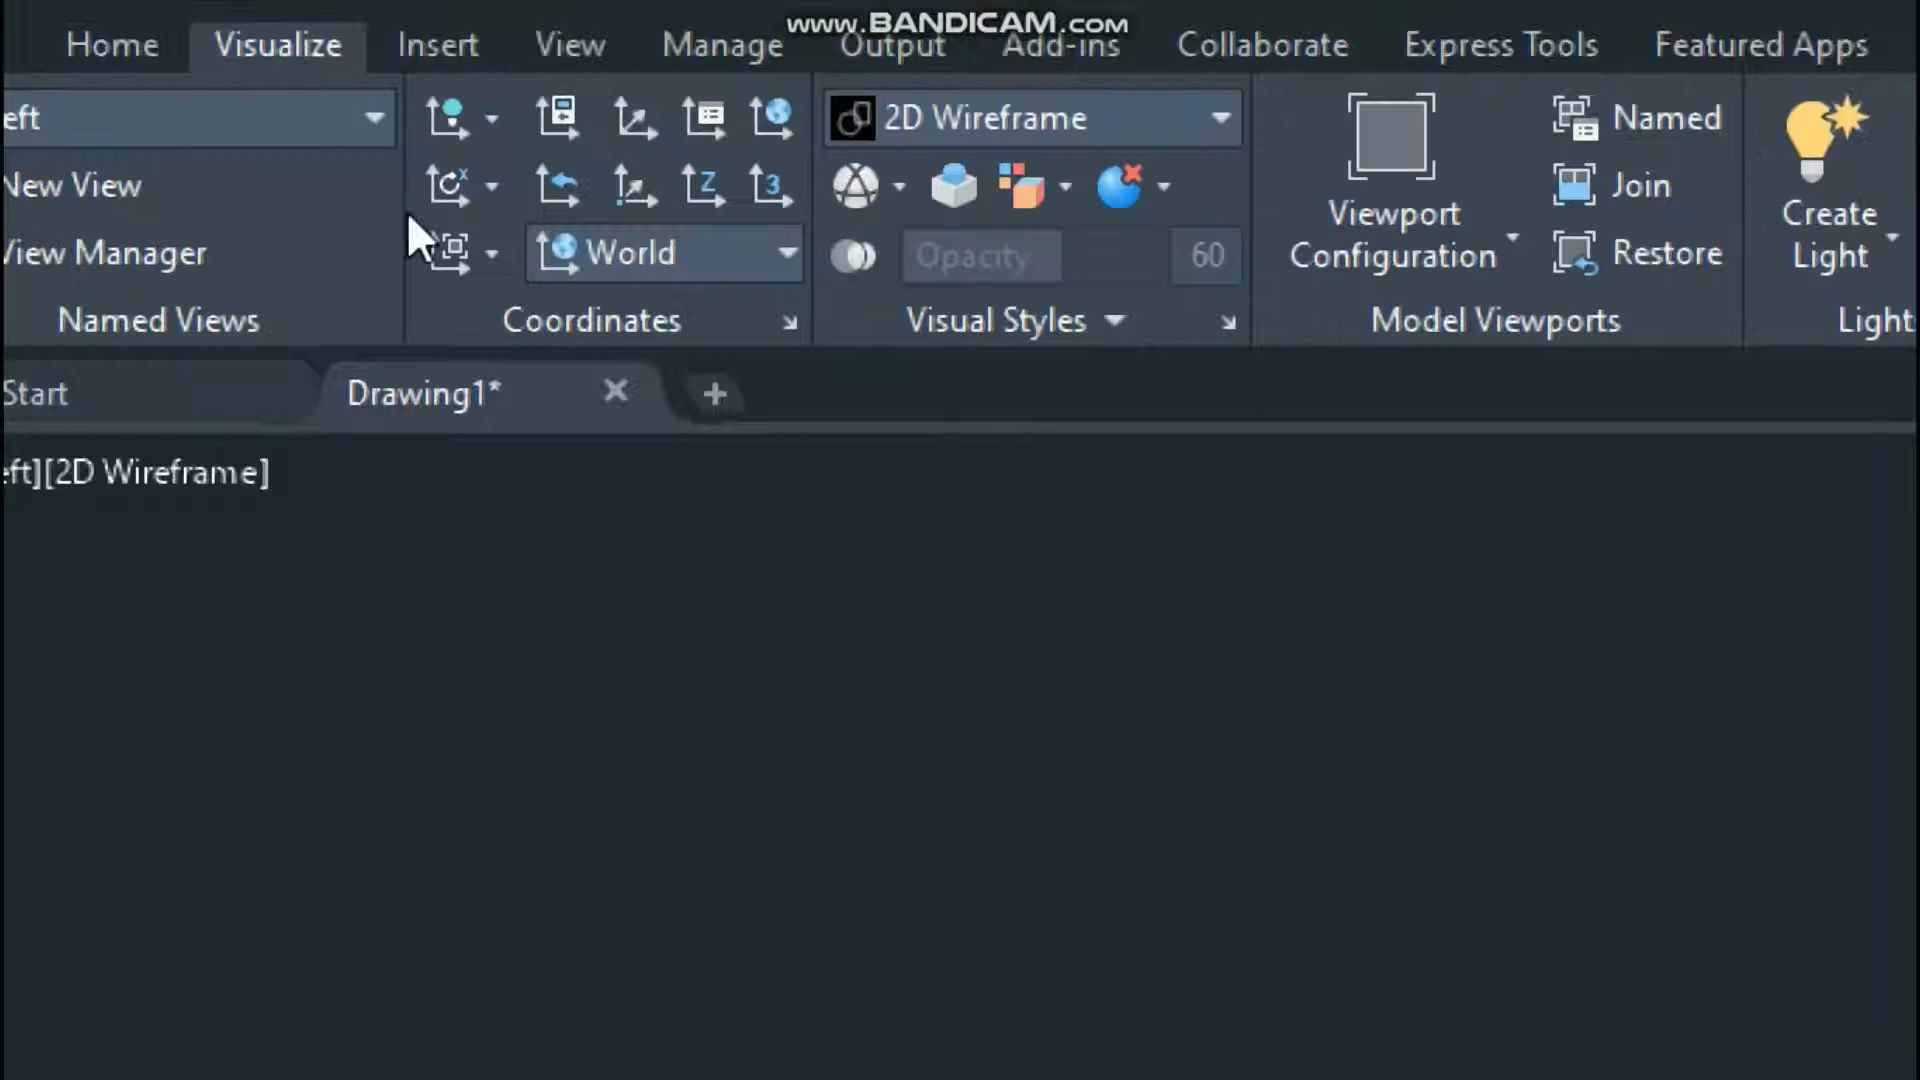 www.BANDICAM.com
Home Visualize Insert View Manage Output Add-ins Collaborate Express Tools Featured Apps
eft
New View
View Manager
Named Views
World
Coordinates
2D Wireframe
Opacity 60
Visual Styles
Viewport
Configuration
Named
Join
Restore
Model Viewports
Create
Light
Light
Start
Drawing1*
eft][2D Wireframe]